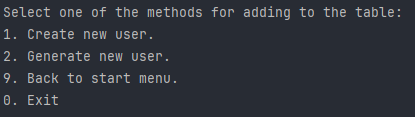 Select one of the methods for adding to the table:
1. Create new user.
2. Generate new user.
9. Back to start menu.
0. Exit